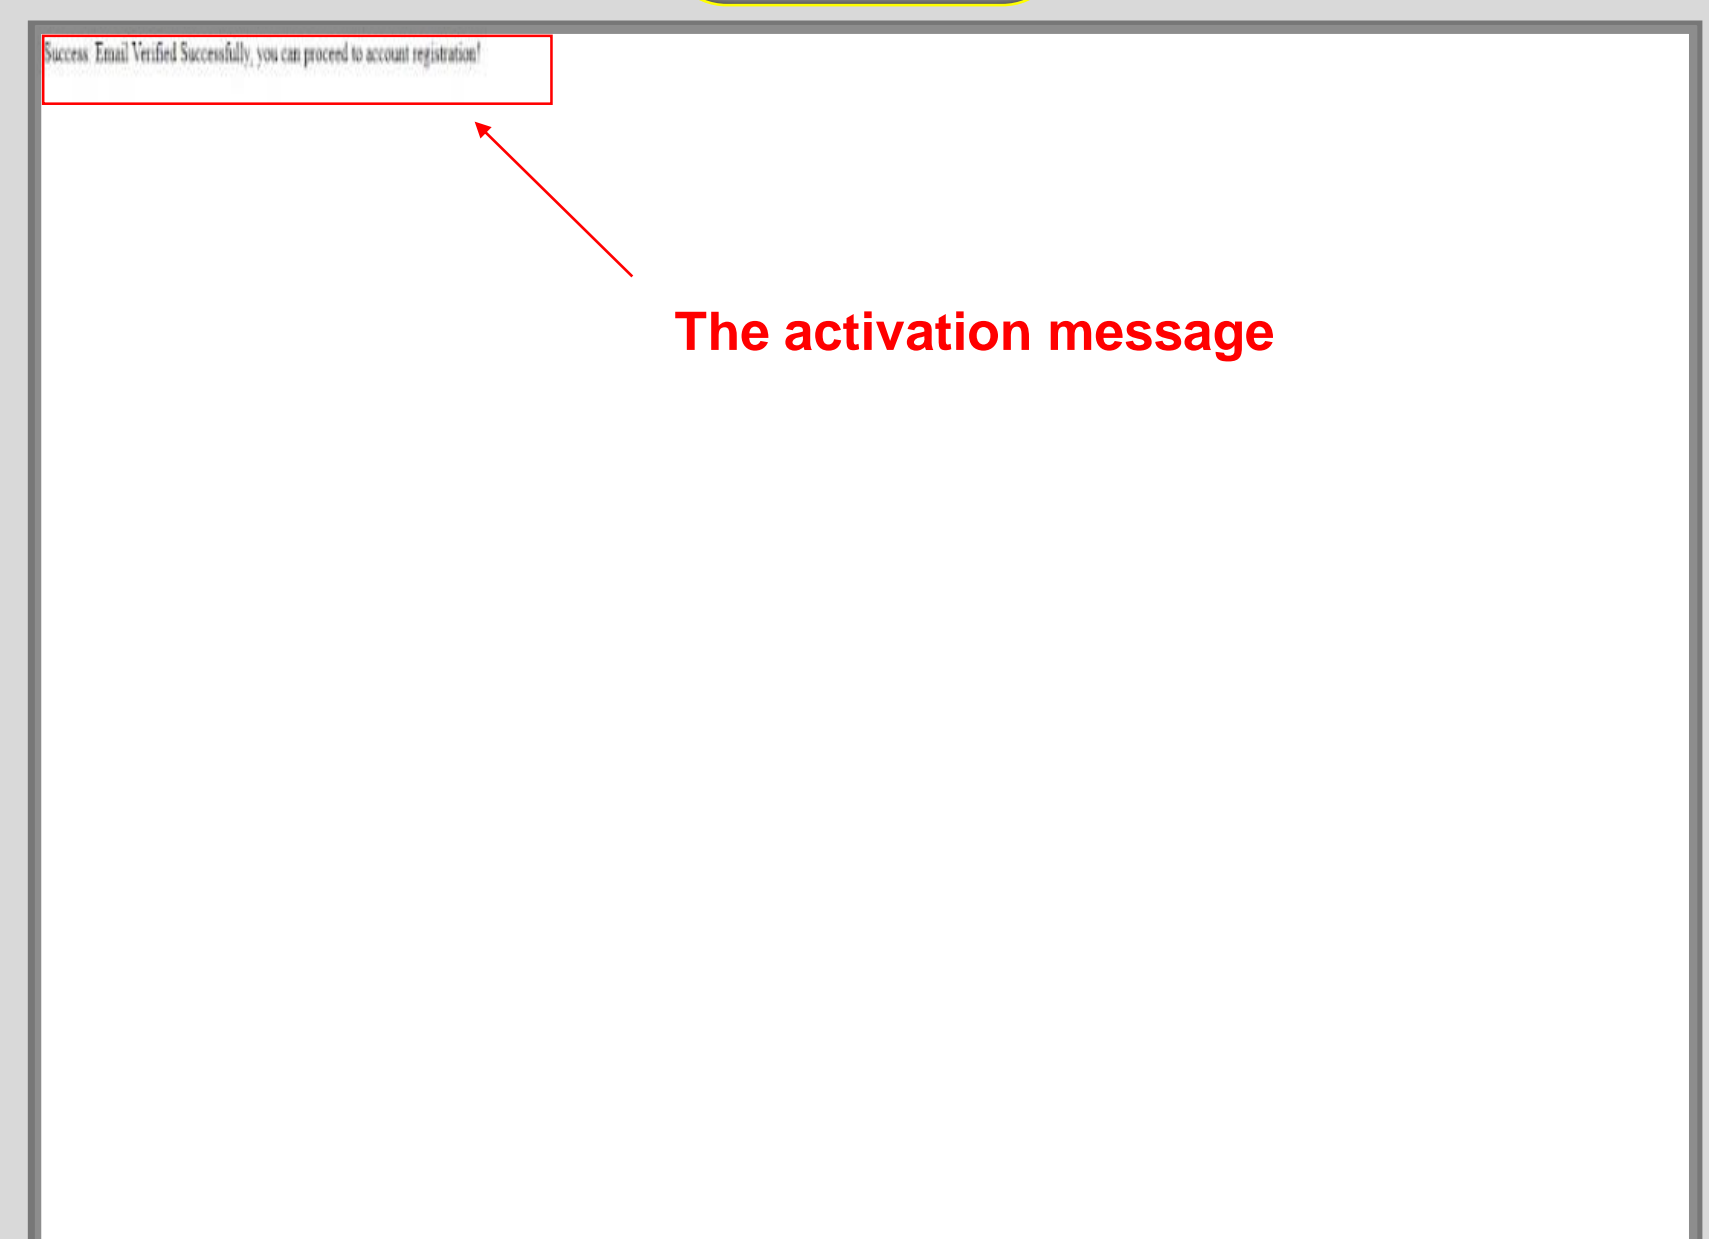 Success Email Verified Successfully, you can proceed to account registration!
The activation message